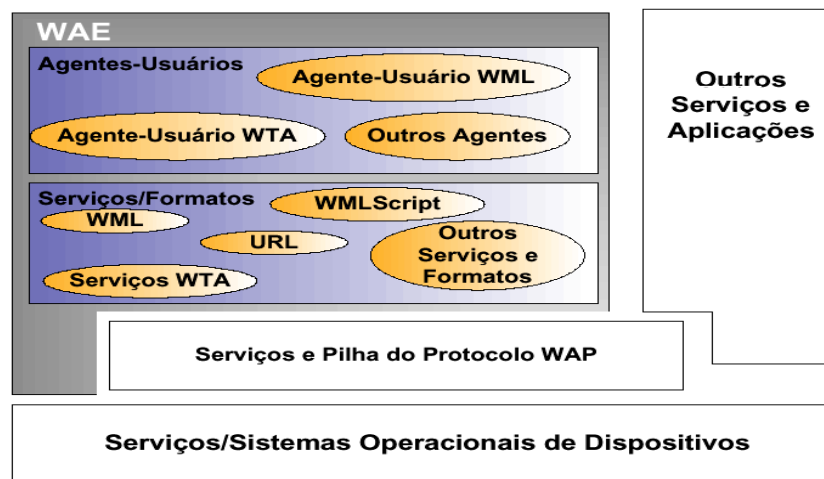 WAE
Agentes-Usuários
Agente-Usuário WML
Agente-Usuário WTA
Outros Agentes
Serviços/Formatos
WML
WMLScript
URL
Outros
Serviços e
Formatos
Serviços WTA
Outros
Serviços e
Aplicações
Serviços e Pilha do Protocolo WAP
Serviços/Sistemas Operacionais de Dispositivos